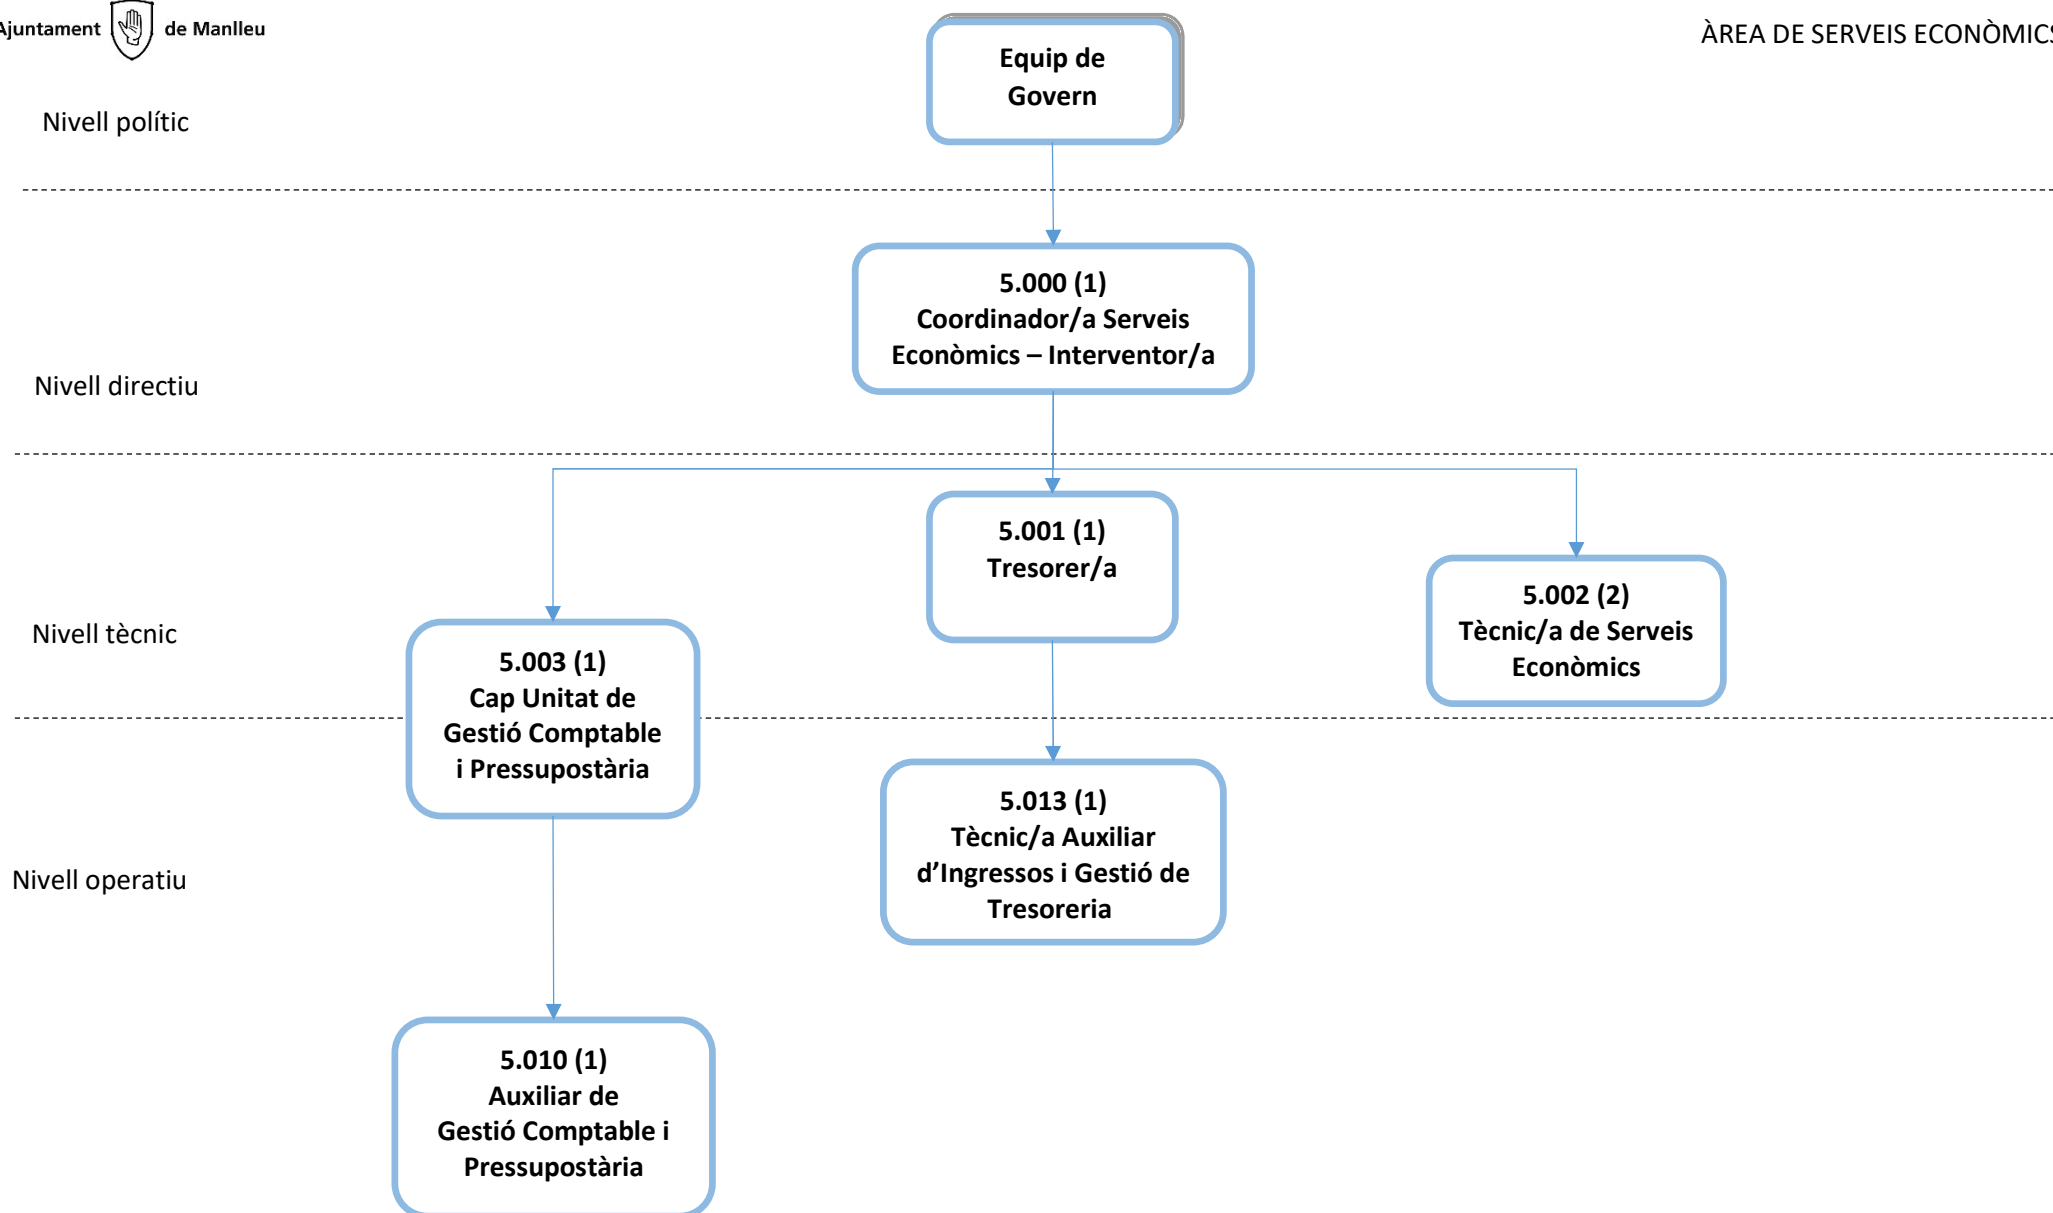 Ajuntament de Manlleu
ÀREA DE SERVEIS ECONÒMICS
Equip de
Govern
Nivell polític
5.000 (1)
Coordinador/a Serveis
Econòmics – Interventor/a
Nivell directiu
5.001 (1)
Tresorer/a
5.002 (2)
Tècnic/a de Serveis
Econòmics
Nivell tècnic
5.003 (1)
Cap Unitat de
Gestió Comptable
i Pressupostària
5.013 (1)
Tècnic/a Auxiliar
d’Ingressos i Gestió de
Tresoreria
Nivell operatiu
5.010 (1)
Auxiliar de
Gestió Comptable i
Pressupostària